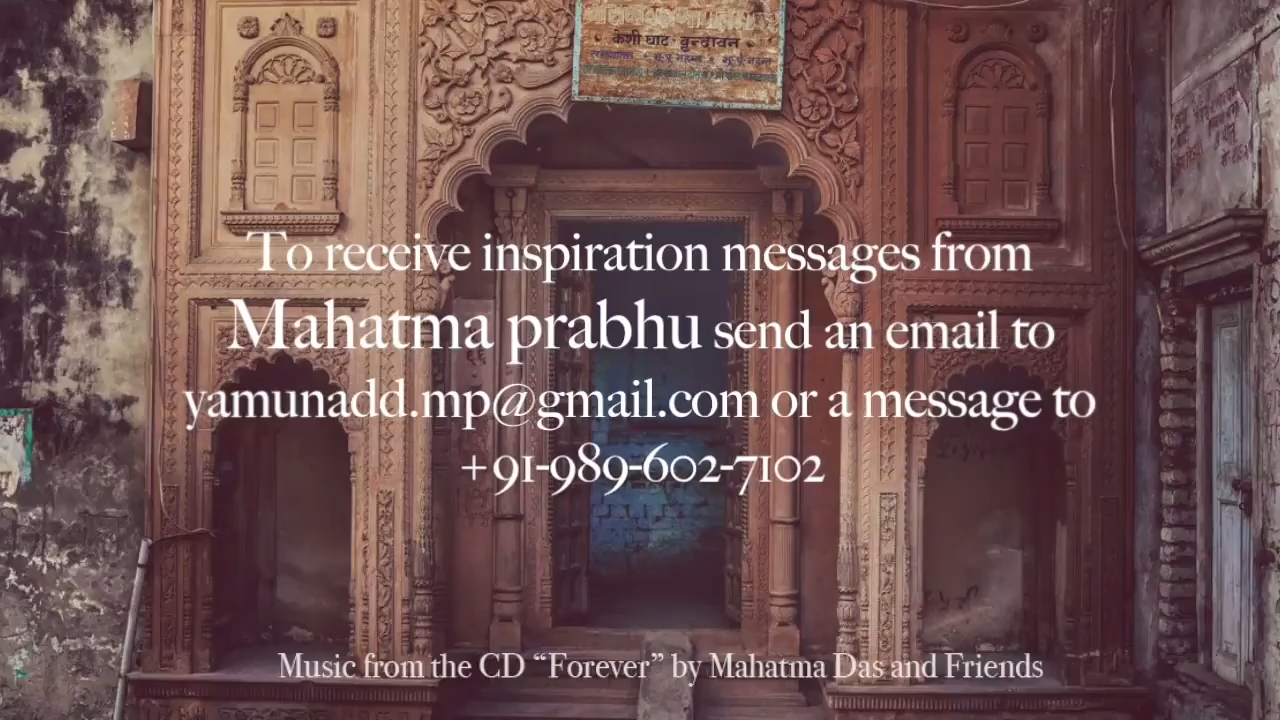 केशी घाट, वृन्दावन
To receive inspiration messages from
Mahatma prabhu send an email to
yamunadd.mp@gmail.com or a message to
+91-989-602-7102
Music from the CD “Forever” by Mahatma Das and Friends